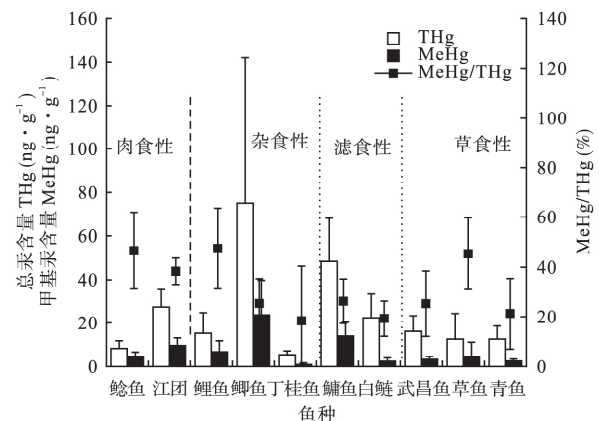 总汞含量 THg(ng·g⁻¹)
甲基汞含量 MeHg(ng·g⁻¹)
160
140
120
100
80
60
40
20
0
THg
MeHg
MeHg/THg
肉食性 杂食性 滤食性 草食性
140
120
100
80
60
40
20
0
MeHg/THg(%)
鲶鱼 江团 鲤鱼 鲫鱼 丁桂鱼 鳙鱼 白鲢 武昌鱼 草鱼 青鱼
鱼种